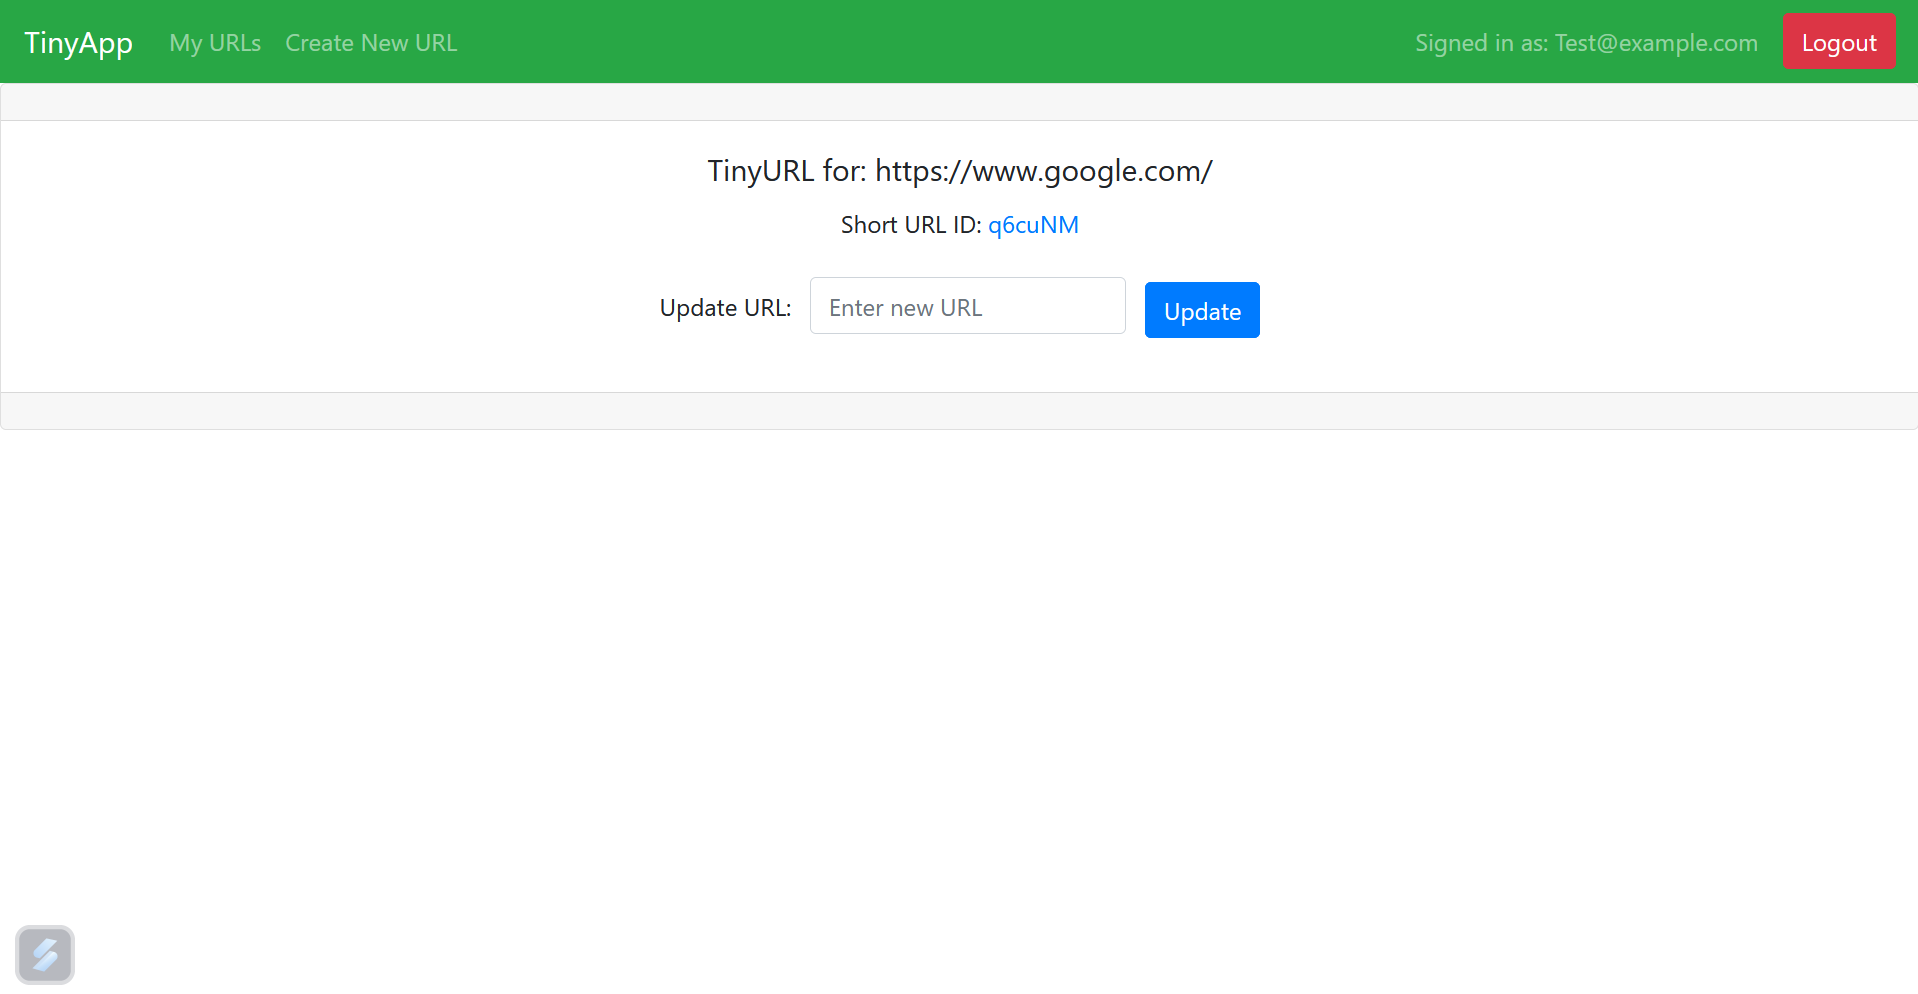 TinyApp My URLs Create New URL Signed in as: Test@example.com Logout
TinyURL for: https://www.google.com/
Short URL ID: q6cuNM
Update URL: Enter new URL Update